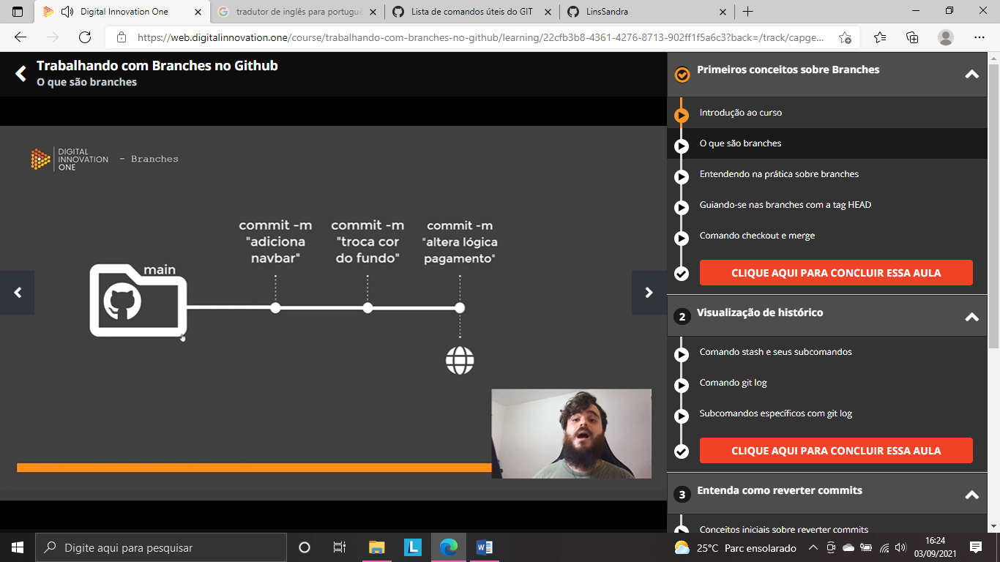 Digital Innovation One
tradutor de inglês para portuguê
Lista de comandos úteis do GIT
LinsSandra
https://web.digitalinnovation.one/course/trabalhando-com-branches-no-github/learning/22cfb3b8-4361-4276-8713-902ff1f5a6c3?back=/track/capge...
Trabalhando com Branches no Github
O que são branches
DIGITAL
INNOVATION
ONE
- Branches
commit -m
"adiciona
navbar"
commit -m
"troca cor
do fundo"
commit -m
"altera lógica
pagamento"
main
Primeiros conceitos sobre Branches
Introdução ao curso
O que são branches
Entendendo na prática sobre branches
Guiando-se nas branches com a tag HEAD
Comando checkout e merge
CLIQUE AQUI PARA CONCLUIR ESSA AULA
2 Visualização de histórico
Comando stash e seus subcomandos
Comando git log
Subcomandos específicos com git log
CLIQUE AQUI PARA CONCLUIR ESSA AULA
3 Entenda como reverter commits
Conceitos iniciais sobre reverter commits
Digite aqui para pesquisar
L
W
25°C Parc ensolarado
16:24
03/09/2021